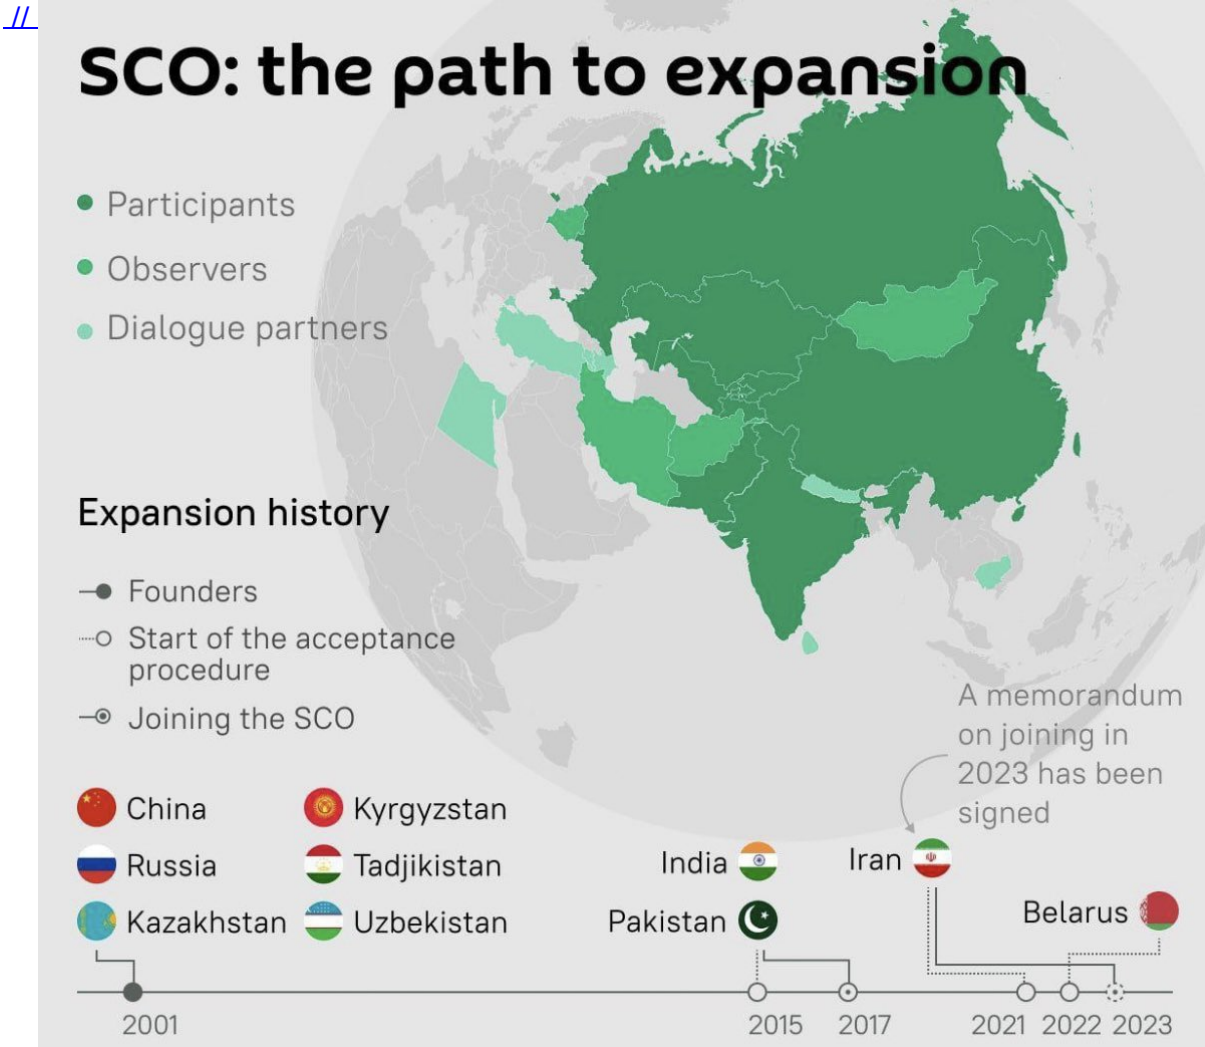 //
SCO: the path to expansion
Participants
Observers
Dialogue partners
Expansion history
Founders
Start of the acceptance
procedure
Joining the SCO
A memorandum
on joining in
2023 has been
signed
China
Kyrgyzstan
Russia
Tadjikistan
Kazakhstan
Uzbekistan
India
Pakistan
Iran
Belarus
2001
2015
2017
2021
2022
2023